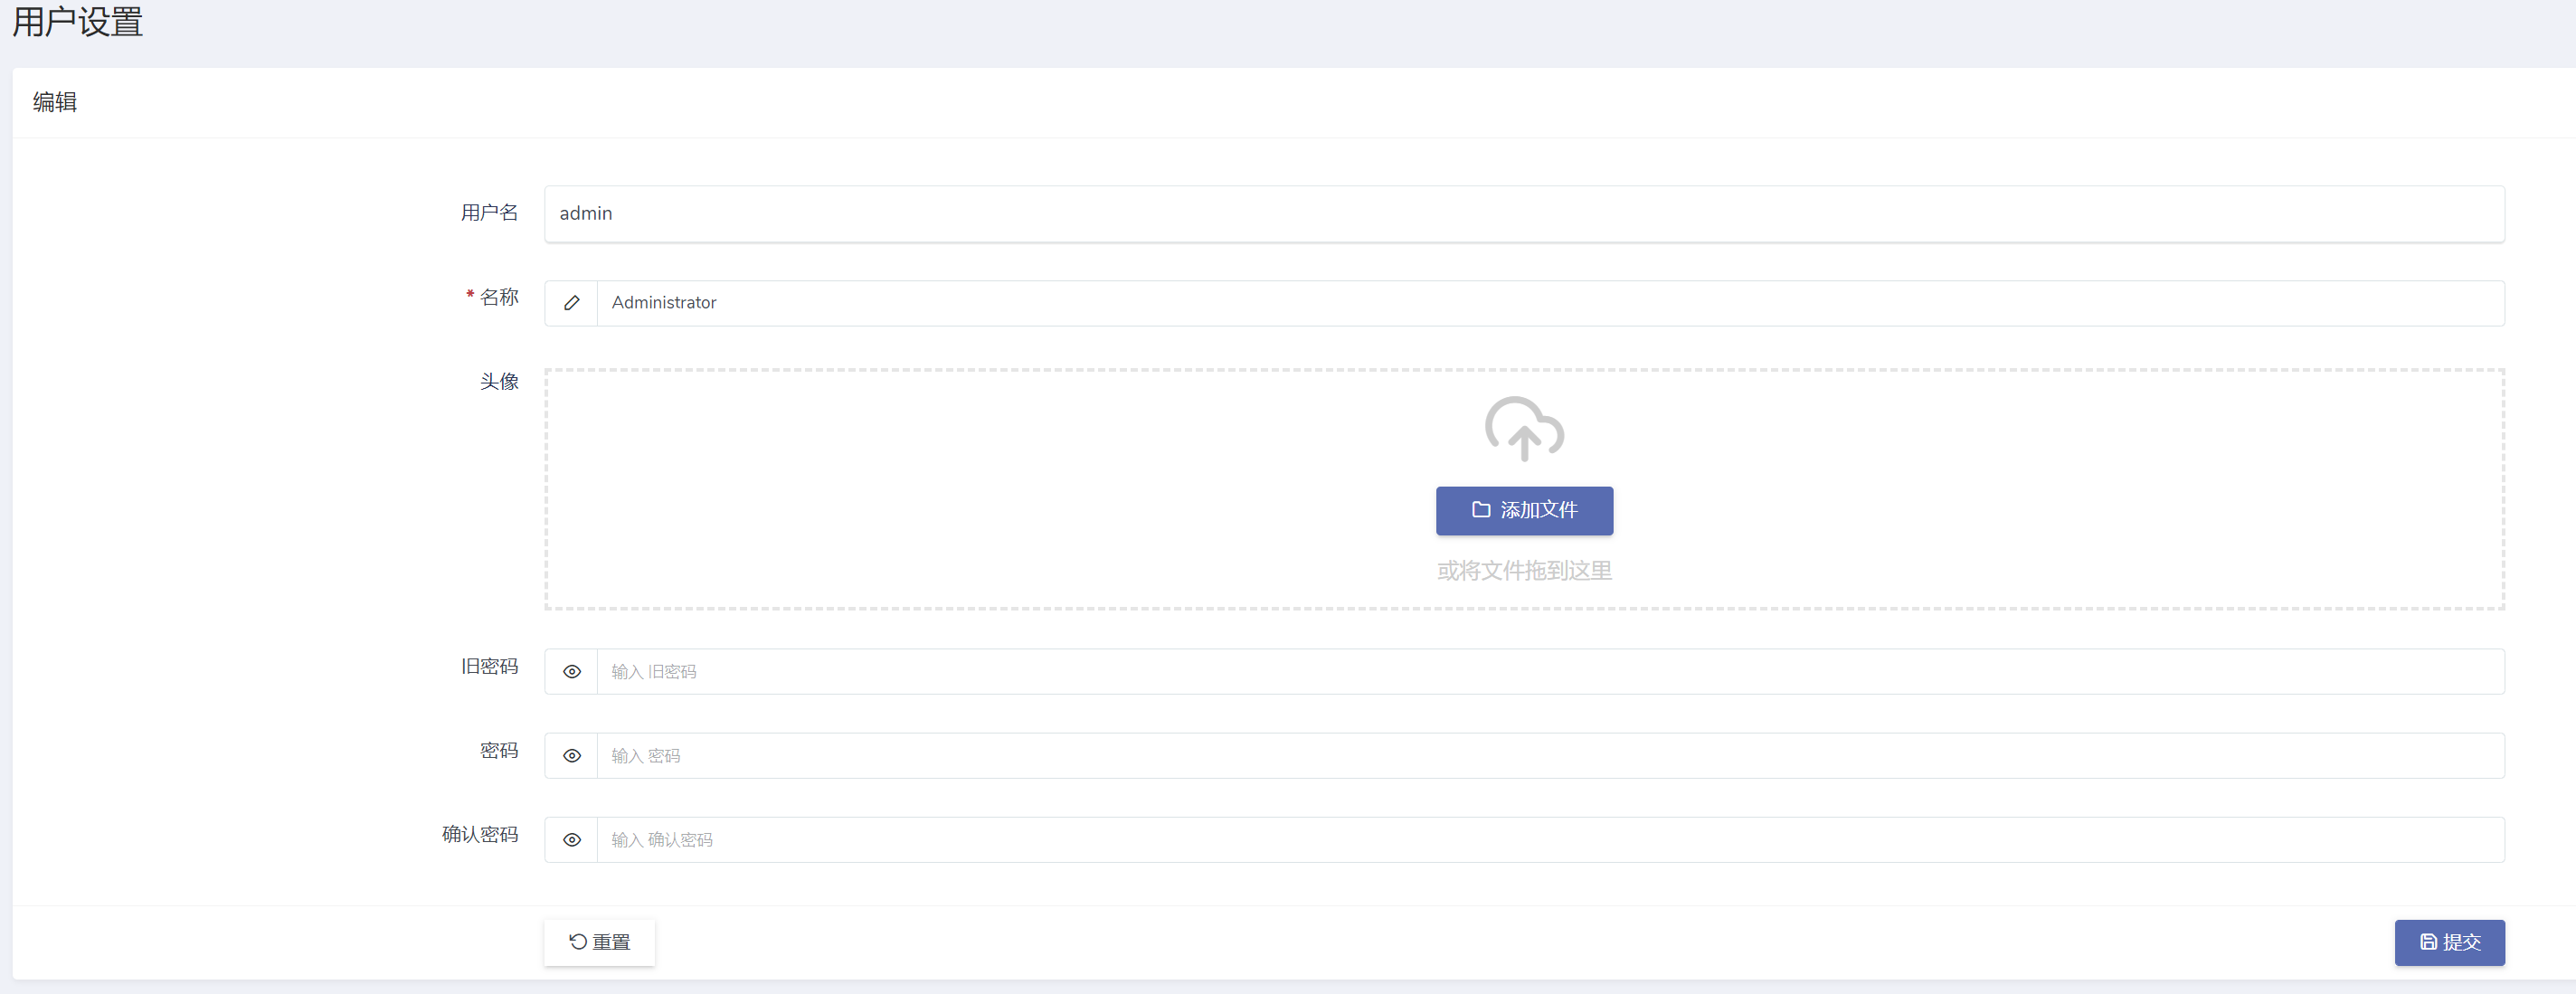 用户设置
编辑
用户名 admin
* 名称 Administrator
头像
添加文件
或将文件拖到这里
旧密码 输入 旧密码
密码 输入 密码
确认密码 输入 确认密码
重置 提交